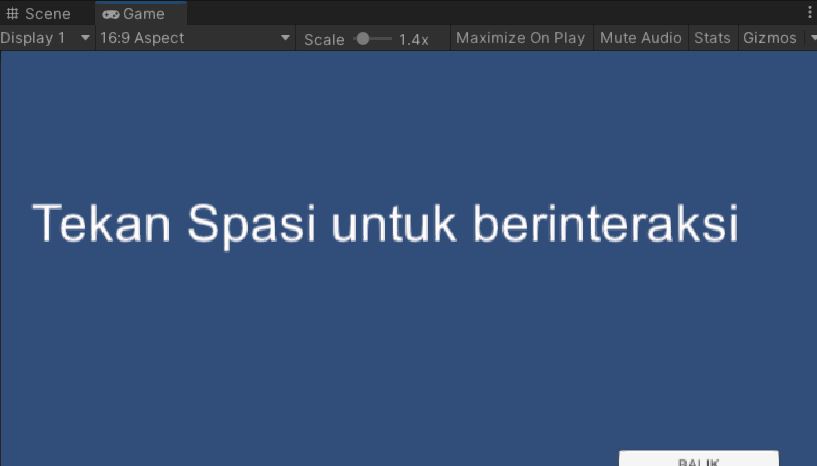 Scene
Game
Display 1
16:9 Aspect
Scale
1.4x
Maximize On Play
Mute Audio
Stats
Gizmos
Tekan Spasi untuk berinteraksi
BALIK